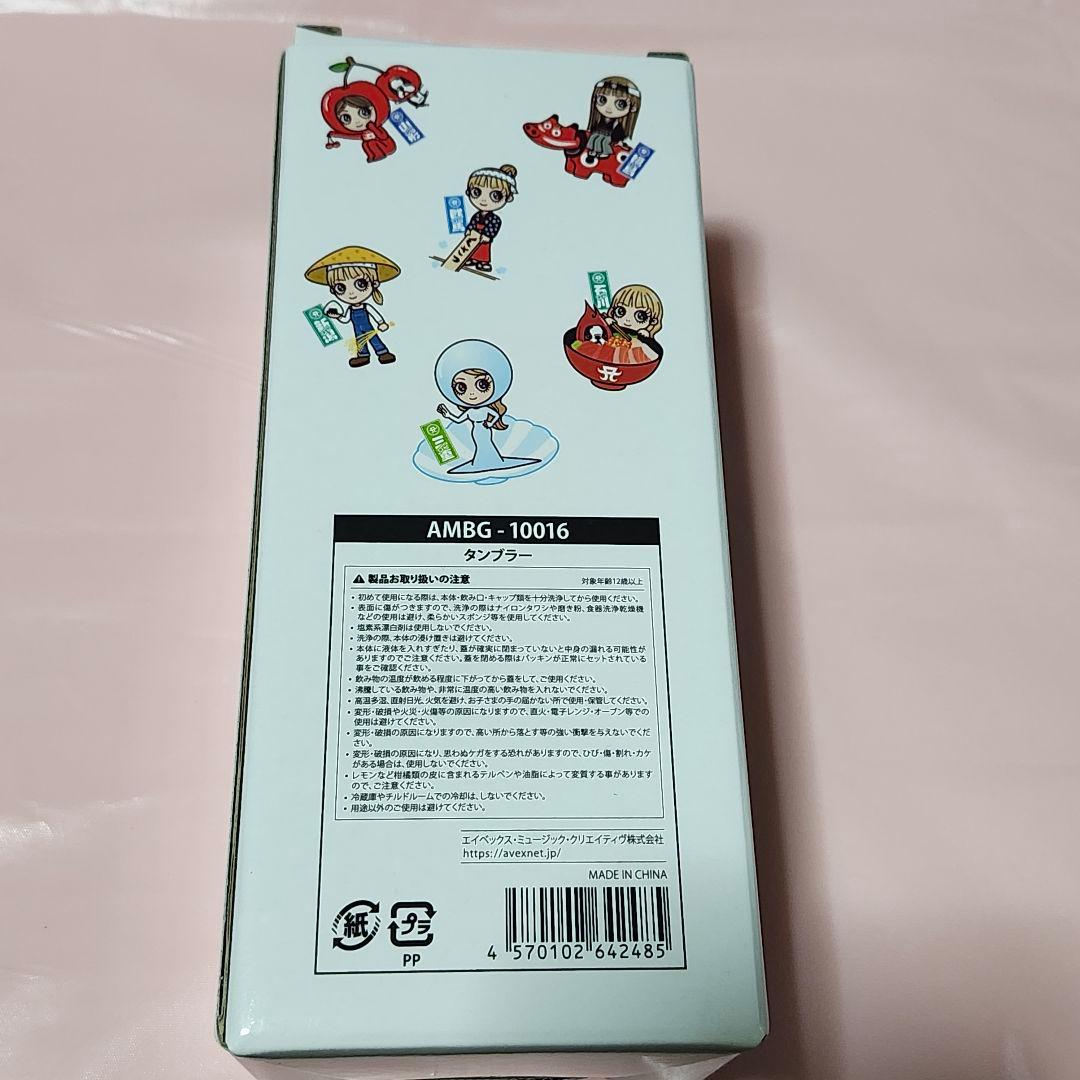 山形
福島
静岡
新潟
石川
三重
AMBG - 10016
タンブラー
製品お取り扱いの注意
対象年齢12歳以上
・初めて使用になる際は、本体・飲み口・キャップ類を十分洗浄してから使用ください。
・表面に傷がつきますので、洗浄の際はナイロンタワシや磨き粉、食器洗浄乾燥機
などの使用は避け、柔らかいスポンジ等を使用してください。
・塩素系漂白剤は使用しないでください。
・洗浄の際、本体の浸け置きは避けてください。
・本体に液体を入れすぎたり、蓋が確実に閉まっていないと中身の漏れる可能性が
ありますのでご注意ください。蓋を閉める際はパッキンが正常にセットされている
事をご確認ください。
・飲み物の温度が飲める程度に下がってから蓋をして、ご使用ください。
・沸騰している飲み物や、非常に温度の高い飲み物を入れないでください。
・高温多湿、直射日光、火気を避け、お子さまの手の届かない所で使用・保管してください。
・変形・破損や火災・火傷等の原因になりますので、直火・電子レンジ・オーブン等での
使用は避けてください。
・変形・破損の原因になりますので、高い所から落とす等の強い衝撃を与えないでくだ
さい。
・変形・破損の原因になり、思わぬケガをする恐れがありますので、ひび・傷・割れ・カケ
がある場合は、使用しないでください。
・レモンなど柑橘類の皮に含まれるテルペンや油脂によって変質する事があります
ので、ご注意ください。
・冷蔵庫やチルドルームでの冷却は、しないでください。
・用途以外のご使用は避けてください。
エイベックス・ミュージック・クリエイティヴ株式会社
https://avexnet.jp/
MADE IN CHINA
紙
プラ
PP
4 570102 642485